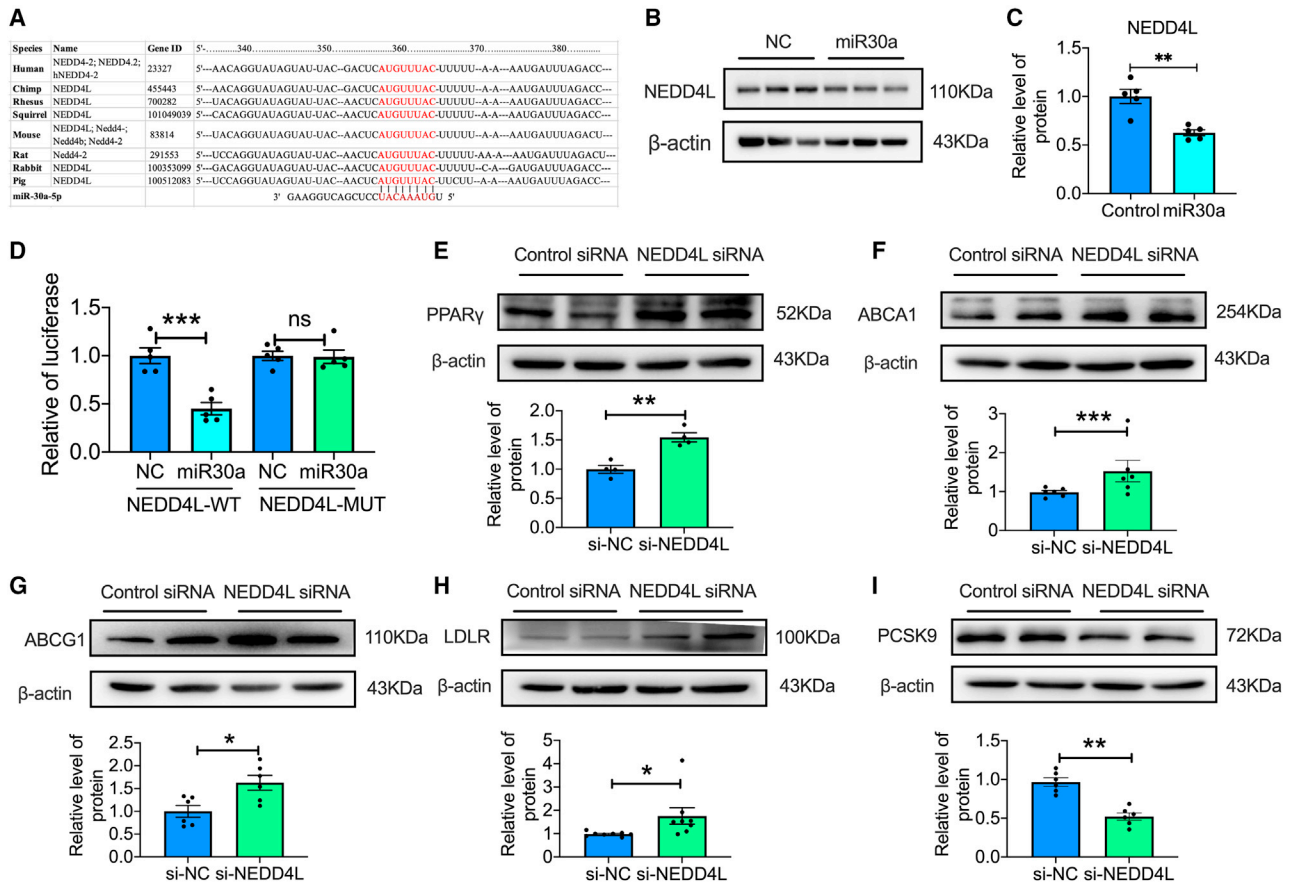 A
Species Name Gene ID 5'-..............340................350................360................370................380............
Human NEDD4-2; NEDD4.2; hNEDD4-2 23327 5'---AACAGGUAUAGUAU-UAC--GACUCAUGUUUAC-UUUUU--A-A---AAUGAUUUAGACC---
Chimp NEDD4L 455443 5'---AACAGGUAUAGUAU-UAC--GACUCAUGUUUAC-UUUUU--A-A---AAUGAUUUAGACC---
Rhesus NEDD4L 700282 5'---AACAGGUAUAGUAU-UAC--GACUCAUGUUUAC-UUUUU--A-A---AAUGAUUUAGACC---
Squirrel NEDD4L 101049039 5'---AACAGGUAUAGUAU-UAC--GACUCAUGUUUAC-UUUUU--A-A---AAUGAUUUAGACC---
Mouse NEDD4L; Nedd4-; Nedd4b; Nedd4-2 83814 5'---UACAGGUAUAGUAU-UAC--AACUCAUGUUUAC-UUUUU--A-A---AAUGAUUUAGACU---
Rat Nedd4-2 291553 5'---UCCAGGUAUAGUAU-UAC--AACUCAUGUUUAC-UUUUU-AA-A---AAUGAUUUAGACU---
Rabbit NEDD4L 100353099 5'---UACAGGUAUAGUAU-UAC--AACUCAUGUUUAC-UUUUU--C-A---GAUGAUUUAGACC---
Pig NEDD4L 100512083 5'---UCCAGGUAUAGUAU-UAC--AACUCAUGUUUAC-UUCUU--A-A---AAUGAUUUAGACC---
miR-30a-5p 3' GAAGGUCAGCUCCUACAAAUGU 5'
B
NC miR30a
NEDD4L 110KDa
β-actin 43KDa
C
NEDD4L
Relative level of protein
1.5
1.0
0.5
0.0
**
Control miR30a
D
Relative of luciferase
1.5
1.0
0.5
0.0
*** ns
NC miR30a NC miR30a
NEDD4L-WT NEDD4L-MUT
E
Control siRNA NEDD4L siRNA
PPARγ 52KDa
β-actin 43KDa
Relative level of protein
2.0
1.5
1.0
0.5
0.0
**
si-NC si-NEDD4L
F
Control siRNA NEDD4L siRNA
ABCA1 254KDa
β-actin 43KDa
Relative level of protein
3
2
1
0
***
si-NC si-NEDD4L
G
Control siRNA NEDD4L siRNA
ABCG1 110KDa
β-actin 43KDa
Relative level of protein
2.5
2.0
1.5
1.0
0.5
0.0
*
si-NC si-NEDD4L
H
Control siRNA NEDD4L siRNA
LDLR 100KDa
β-actin 43KDa
Relative level of protein
5
4
3
2
1
0
*
si-NC si-NEDD4L
I
Control siRNA NEDD4L siRNA
PCSK9 72KDa
β-actin 43KDa
Relative level of protein
1.5
1.0
0.5
0.0
**
si-NC si-NEDD4L